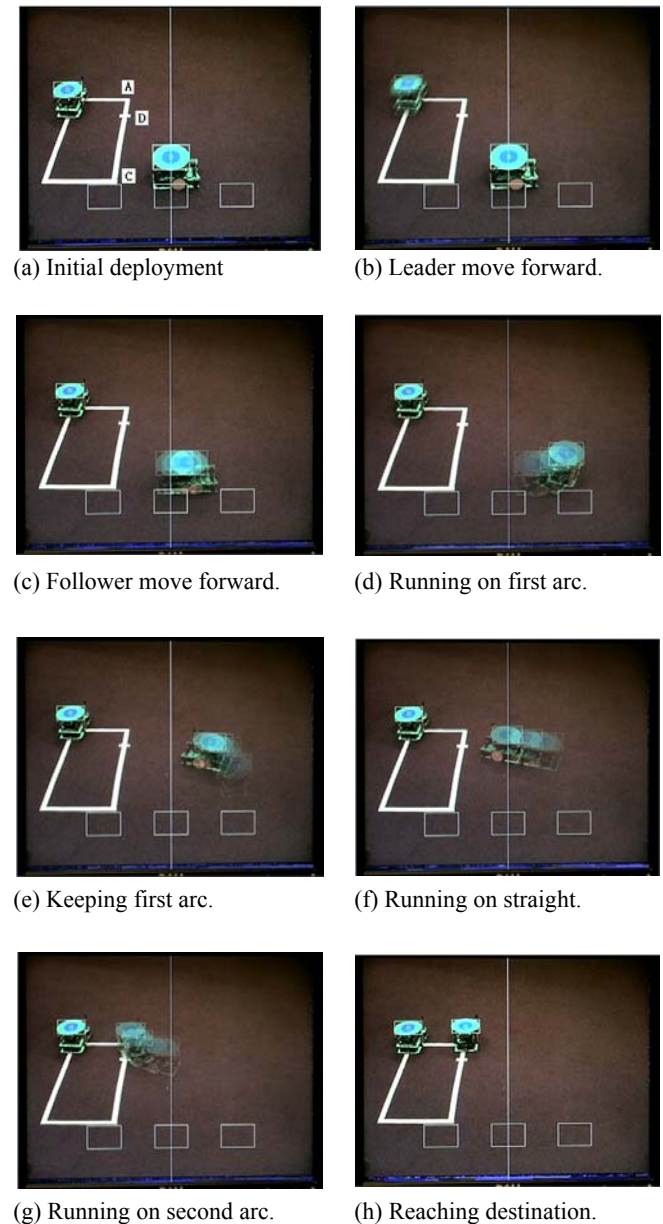 A
D
C
(a) Initial deployment
(b) Leader move forward.
(c) Follower move forward.
(d) Running on first arc.
(e) Keeping first arc.
(f) Running on straight.
(g) Running on second arc.
(h) Reaching destination.